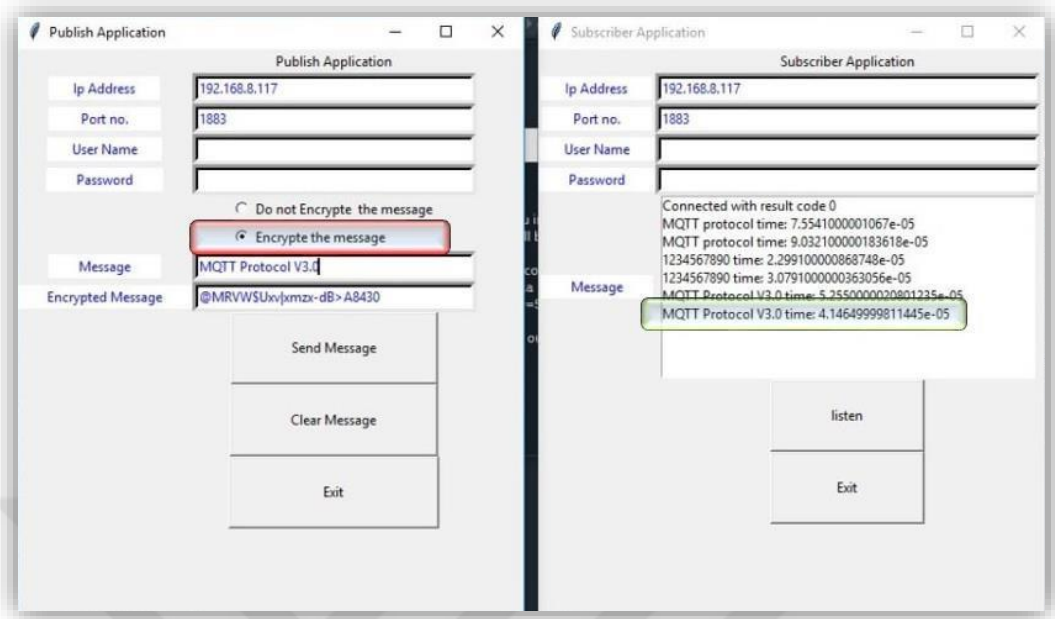 Publish Application
Publish Application
Ip Address 192.168.8.117
Port no. 1883
User Name
Password
Do not Encrypte the message
Encrypte the message
Message MQTT Protocol V3.0
Encrypted Message @MRVW$Uxv|xmzx-dB>A8430
Send Message
Clear Message
Exit
Subscriber Application
Subscriber Application
Ip Address 192.168.8.117
Port no. 1883
User Name
Password
Message
Connected with result code 0
MQTT protocol time: 7.5541000001067e-05
MQTT protocol time: 9.032100000183618e-05
1234567890 time: 2.299100000868748e-05
1234567890 time: 3.0791000000363056e-05
MQTT Protocol V3.0 time: 5.2550000020801235e-05
MQTT Protocol V3.0 time: 4.14649999811445e-05
listen
Exit